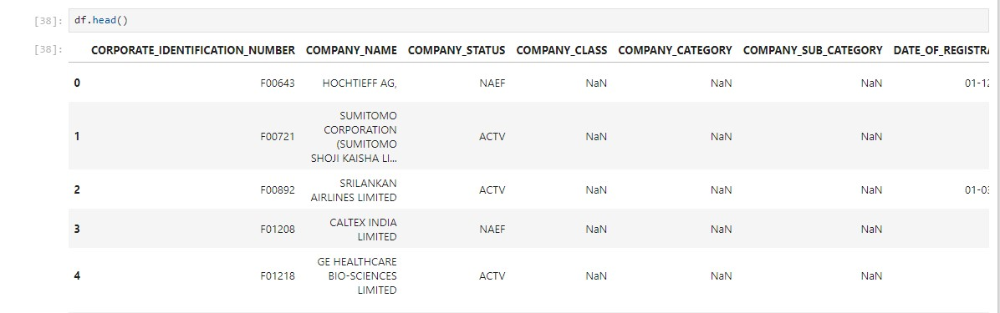 [38]: df.head()
[38]: CORPORATE_IDENTIFICATION_NUMBER COMPANY_NAME COMPANY_STATUS COMPANY_CLASS COMPANY_CATEGORY COMPANY_SUB_CATEGORY DATE_OF_REGISTRA
0 F00643 HOCHTIEFF AG, NAEF NaN NaN NaN 01-12
SUMITOMO
CORPORATION
1 F00721 (SUMITOMO ACTV NaN NaN NaN
SHOJI KAISHA LI...
SRILANKAN
2 F00892 AIRLINES LIMITED ACTV NaN NaN NaN 01-03
CALTEX INDIA
3 F01208 LIMITED NAEF NaN NaN NaN
GE HEALTHCARE
4 F01218 BIO-SCIENCES ACTV NaN NaN NaN
LIMITED